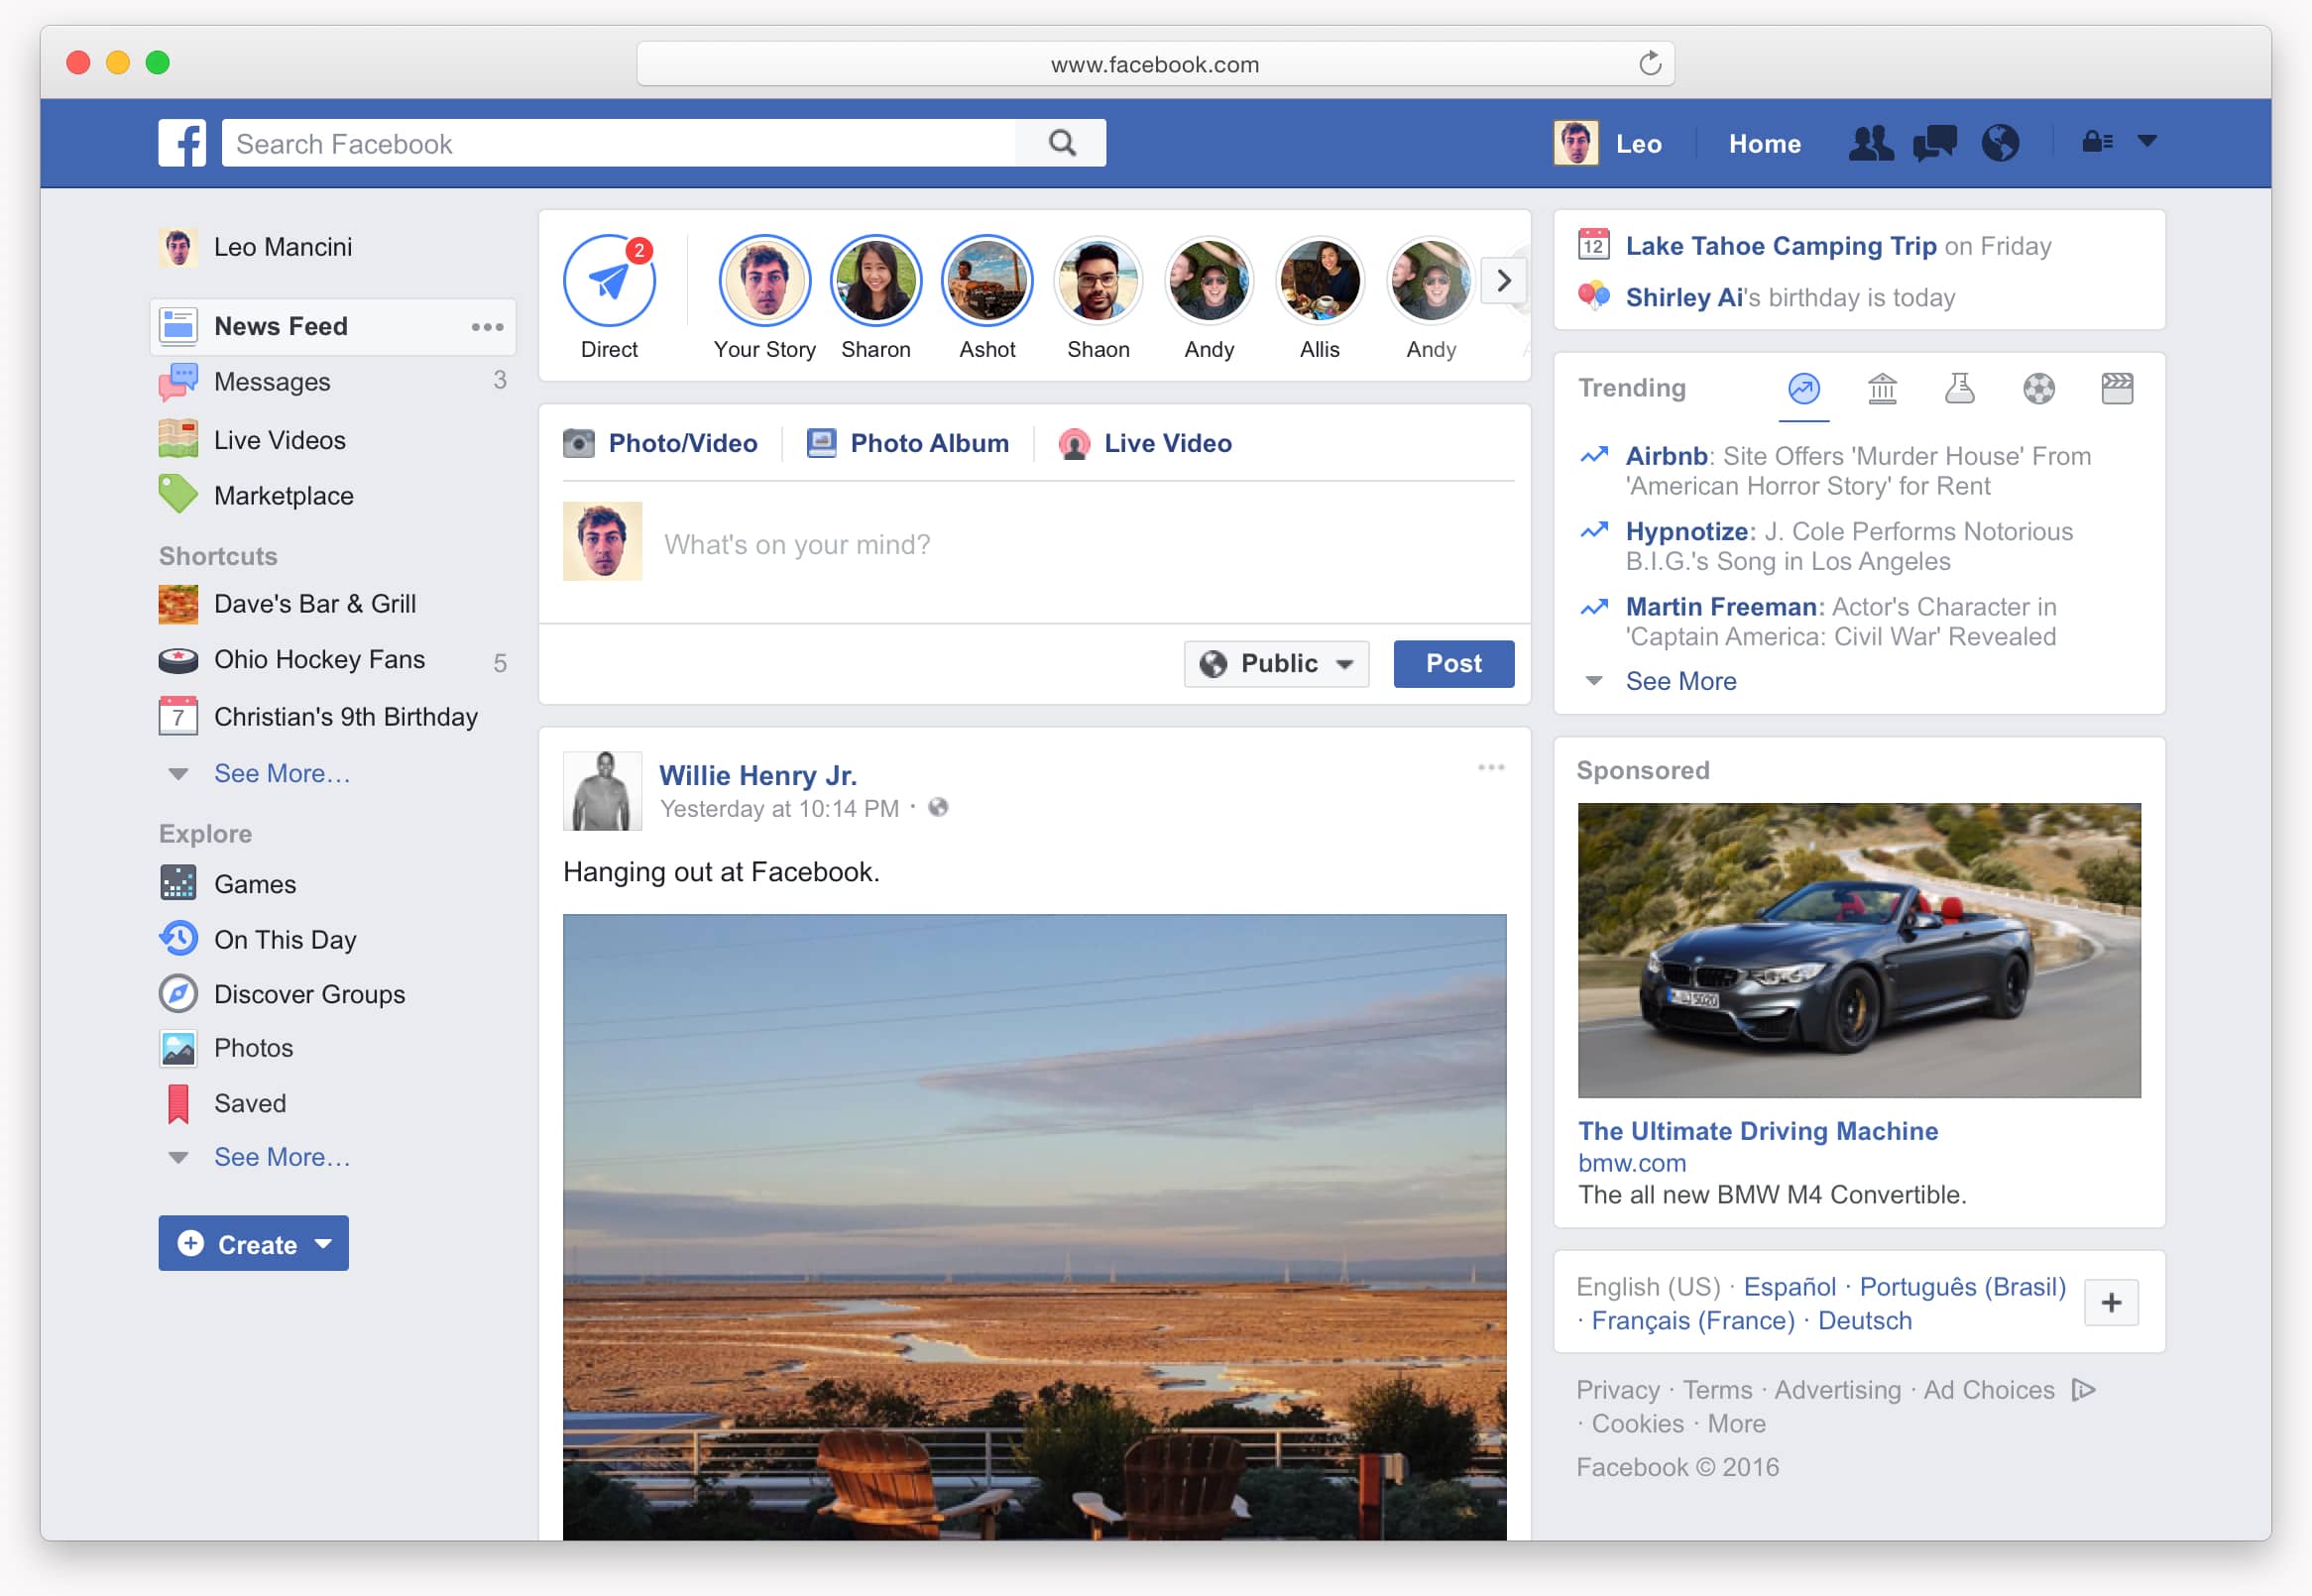 www.facebook.com
Search Facebook
Leo
Home
Leo Mancini
News Feed
Messages 3
Live Videos
Marketplace
Shortcuts
Dave's Bar & Grill
Ohio Hockey Fans 5
7
Christian's 9th Birthday
See More…
Explore
Games
On This Day
Discover Groups
Photos
Saved
See More…
Create
2
Direct
Your Story
Sharon
Ashot
Shaon
Andy
Allis
Andy
Photo/Video
Photo Album
Live Video
What's on your mind?
Public
Post
Willie Henry Jr.
Yesterday at 10:14 PM ·
Hanging out at Facebook.
12
Lake Tahoe Camping Trip on Friday
Shirley Ai's birthday is today
Trending
Airbnb: Site Offers 'Murder House' From
'American Horror Story' for Rent
Hypnotize: J. Cole Performs Notorious
B.I.G.'s Song in Los Angeles
Martin Freeman: Actor's Character in
'Captain America: Civil War' Revealed
See More
Sponsored
The Ultimate Driving Machine
bmw.com
The all new BMW M4 Convertible.
English (US) · Español · Português (Brasil)
· Français (France) · Deutsch
Privacy · Terms · Advertising · Ad Choices
· Cookies · More
Facebook © 2016